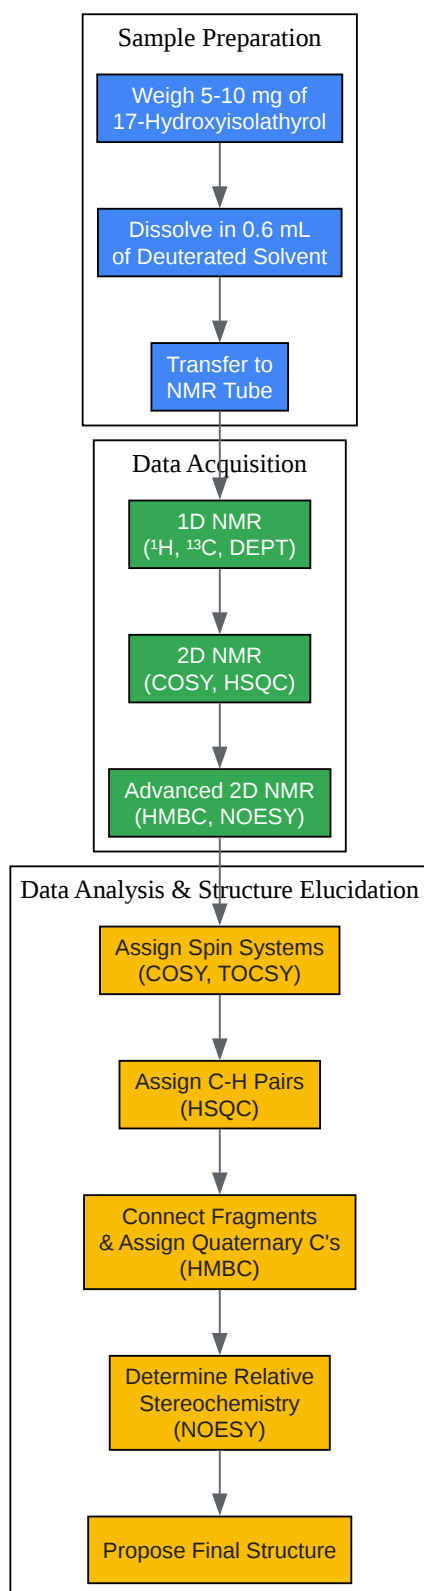 Sample Preparation
Weigh 5-10 mg of
17-Hydroxyisolathyrol
Dissolve in 0.6 mL
of Deuterated Solvent
Transfer to
NMR Tube
Data Acquisition
1D NMR
(¹H, ¹³C, DEPT)
2D NMR
(COSY, HSQC)
Advanced 2D NMR
(HMBC, NOESY)
Data Analysis & Structure Elucidation
Assign Spin Systems
(COSY, TOCSY)
Assign C-H Pairs
(HSQC)
Connect Fragments
& Assign Quaternary C's
(HMBC)
Determine Relative
Stereochemistry
(NOESY)
Propose Final Structure